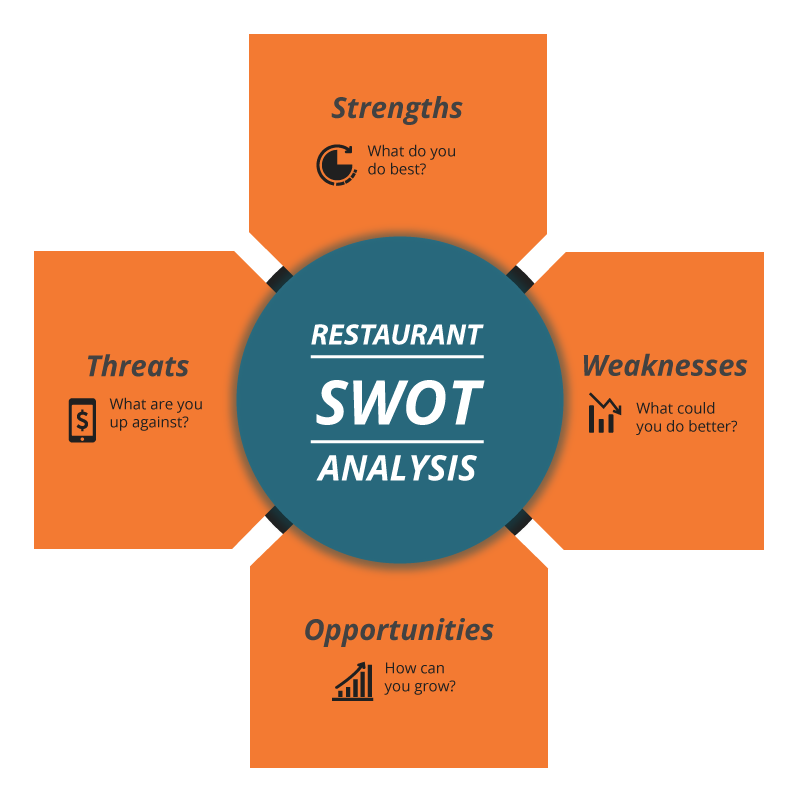 Strengths
What do you
do best?
Threats
What are you
up against?
RESTAURANT
SWOT
ANALYSIS
Weaknesses
What could
you do better?
Opportunities
How can
you grow?